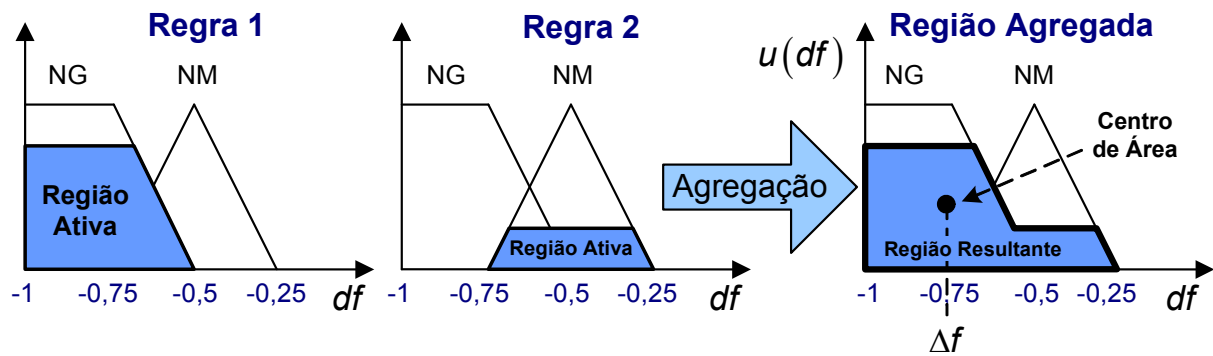 Regra 1
NG
NM
Região
Ativa
-1
-0,75
-0,5
-0,25
df
Regra 2
NG
NM
Região Ativa
-1
-0,75
-0,5
-0,25
df
Agregação
Região Agregada
u(df)
NG
NM
Centro
de Área
Região Resultante
-1
-0,75
-0,5
-0,25
df
Δf